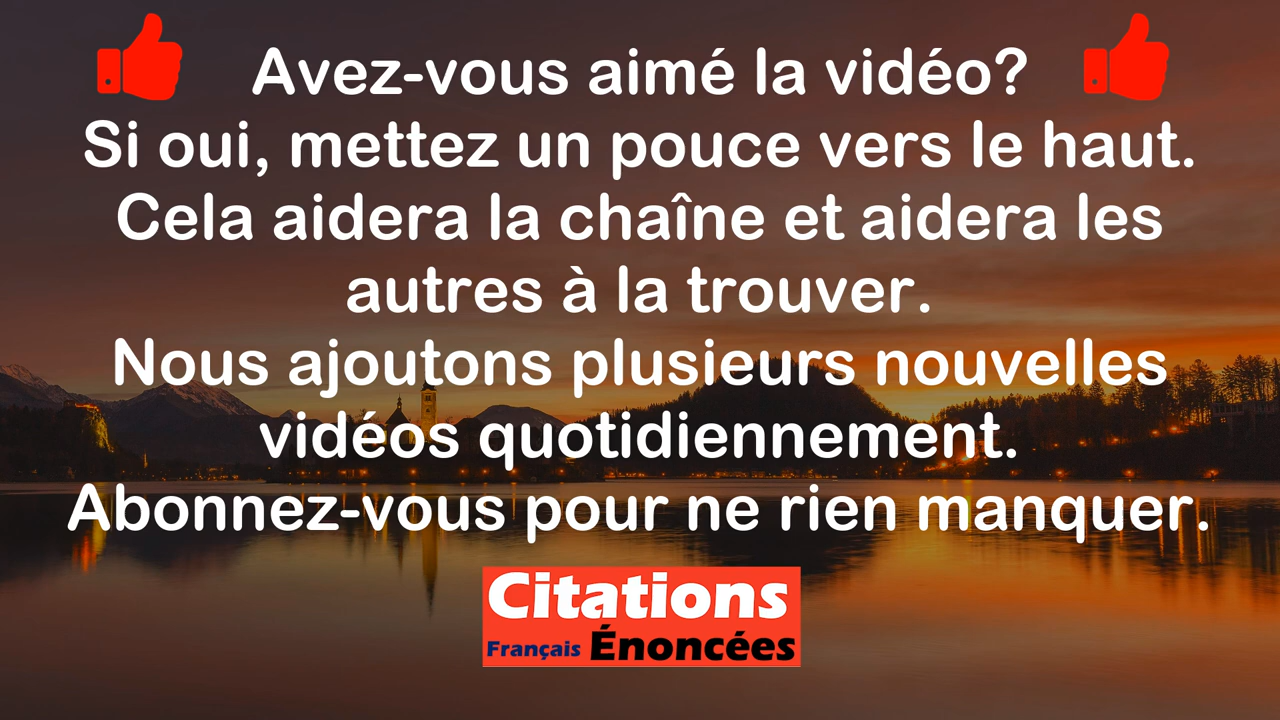 Avez-vous aimé la vidéo?
Si oui, mettez un pouce vers le haut.
Cela aidera la chaîne et aidera les
autres à la trouver.
Nous ajoutons plusieurs nouvelles
vidéos quotidiennement.
Abonnez-vous pour ne rien manquer.
Citations
Français Énoncées